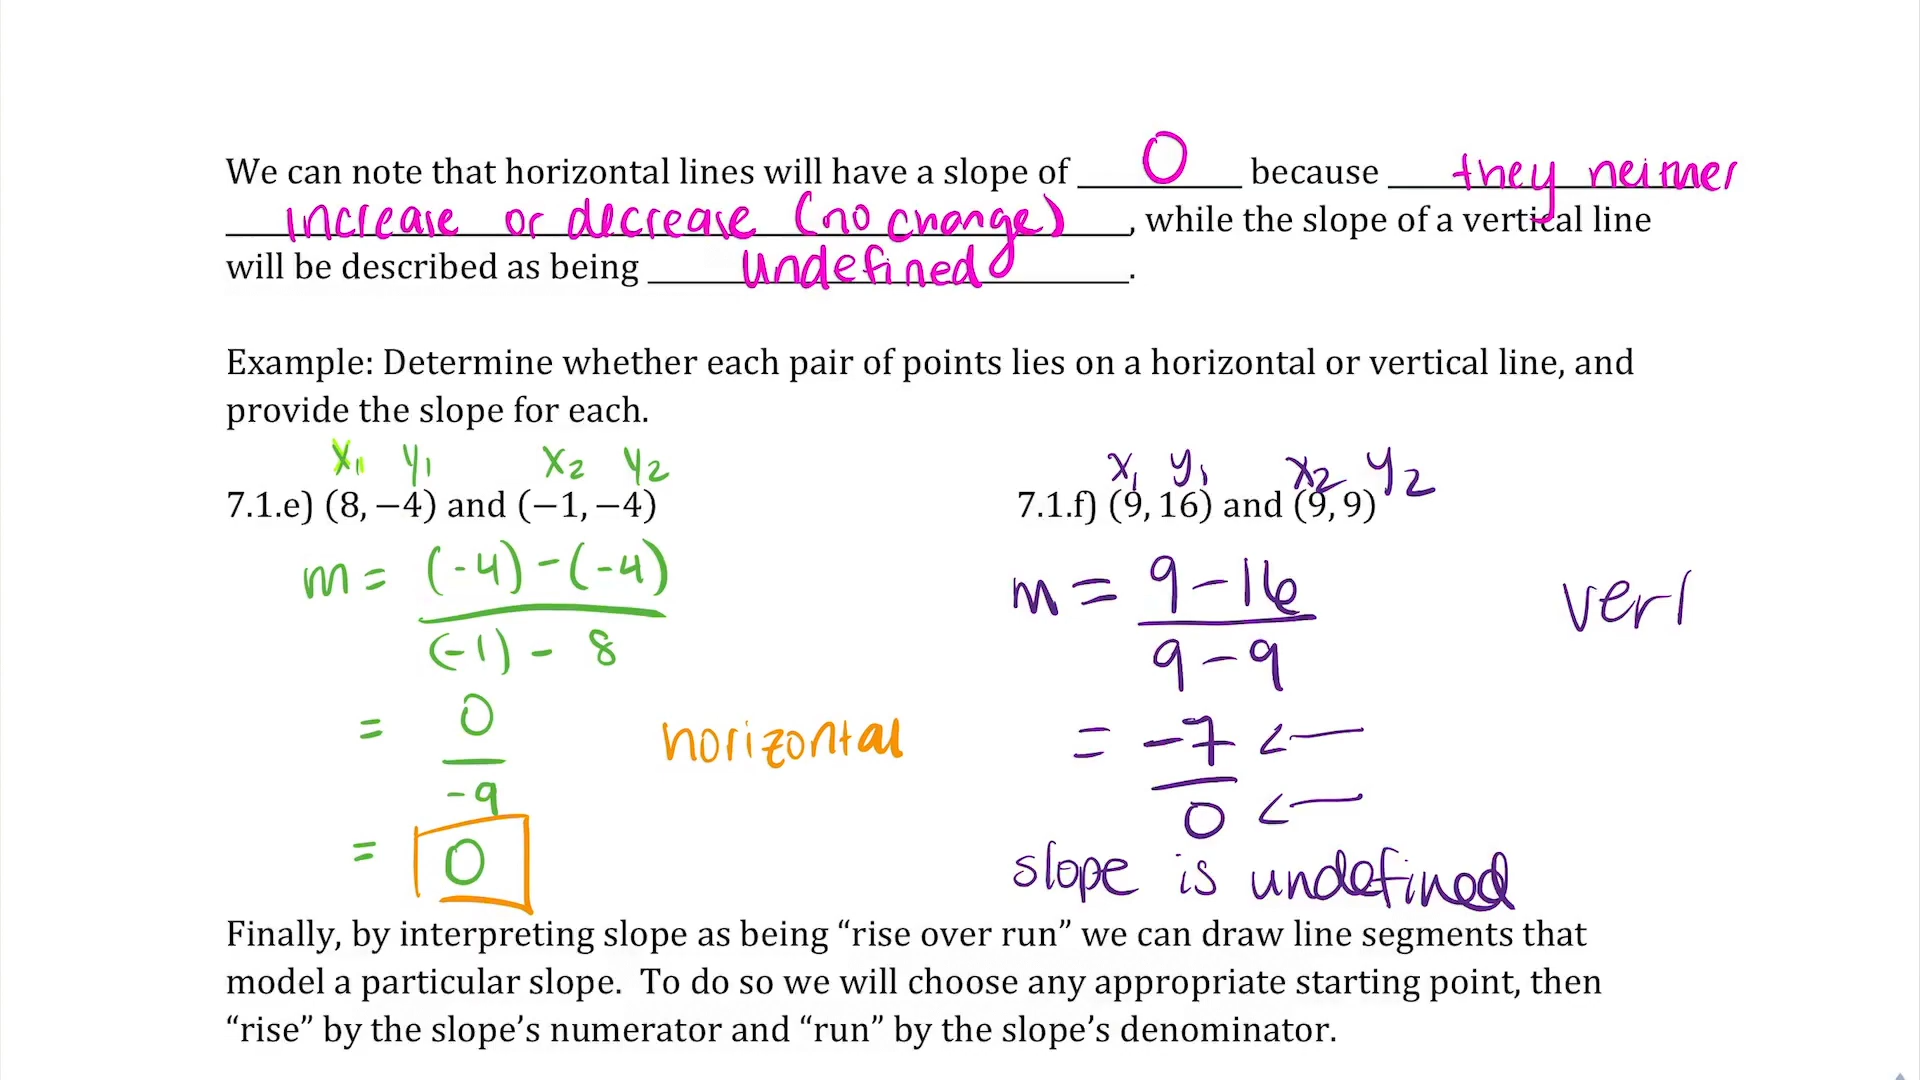 We can note that horizontal lines will have a slope of 0 because they neither
increase or decrease (no change), while the slope of a vertical line
will be described as being undefined.
Example: Determine whether each pair of points lies on a horizontal or vertical line, and
provide the slope for each.
x₁ y₁ x₂ y₂
7.1.e) (8, −4) and (−1, −4)
m = (-4) - (-4)
(-1) - 8
= 0
-9
= 0
horizontal
x₁ y₁ x₂ y₂
7.1.f) (9, 16) and (9, 9)
m = 9 - 16
9 - 9
= -7 ←
0 ←
slope is undefined
vert
Finally, by interpreting slope as being “rise over run” we can draw line segments that
model a particular slope. To do so we will choose any appropriate starting point, then
“rise” by the slope’s numerator and “run” by the slope’s denominator.